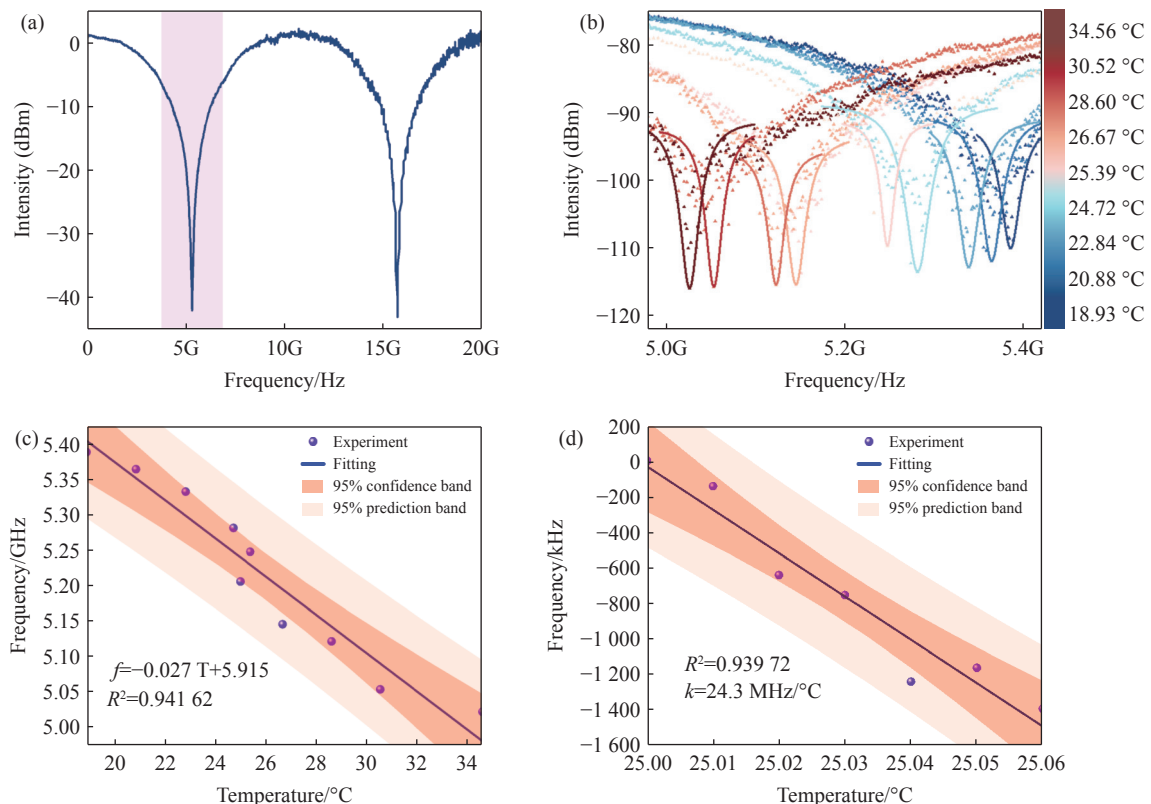 (a)
0
−10
−20
−30
−40
Intensity (dBm)
0 5G 10G 15G 20G
Frequency/Hz
(b)
−80
−90
−100
−110
−120
Intensity (dBm)
5.0G 5.2G 5.4G
Frequency/Hz
34.56 °C
30.52 °C
28.60 °C
26.67 °C
25.39 °C
24.72 °C
22.84 °C
20.88 °C
18.93 °C
(c)
5.40
5.35
5.30
5.25
5.20
5.15
5.10
5.05
5.00
Frequency/GHz
Experiment
Fitting
95% confidence band
95% prediction band
f=−0.027 T+5.915
R²=0.941 62
20 22 24 26 28 30 32 34
Temperature/°C
(d)
200
0
−200
−400
−600
−800
−1 000
−1 200
−1 400
−1 600
Frequency/kHz
Experiment
Fitting
95% confidence band
95% prediction band
R²=0.939 72
k=24.3 MHz/°C
25.00 25.01 25.02 25.03 25.04 25.05 25.06
Temperature/°C